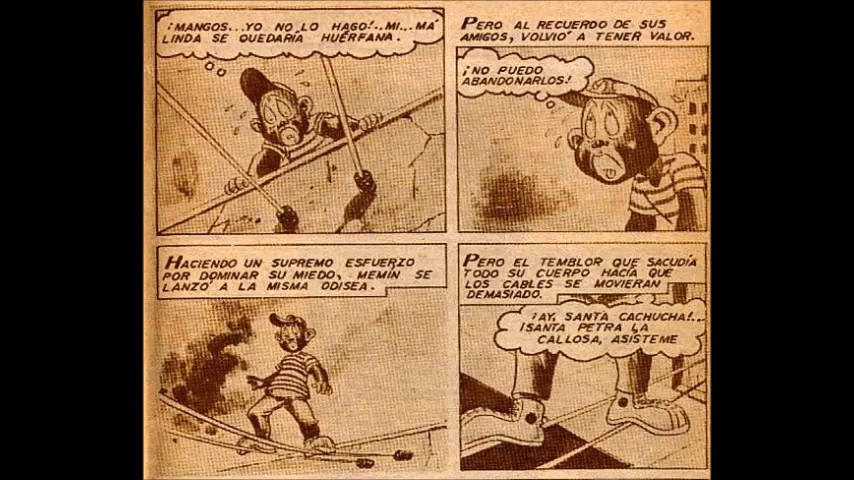 ¡MANGOS...YO NO LO HAGO!..MI...MÁ
LINDA SE QUEDARÍA HUÉRFANA.
PERO AL RECUERDO DE SUS
AMIGOS, VOLVIÓ A TENER VALOR.
¡NO PUEDO
ABANDONARLOS!
HACIENDO UN SUPREMO ESFUERZO
POR DOMINAR SU MIEDO, MEMÍN SE
LANZÓ A LA MISMA ODISEA.
PERO EL TEMBLOR QUE SACUDÍA
TODO SU CUERPO HACÍA QUE
LOS CABLES SE MOVIERAN
DEMASIADO.
¡AY, SANTA CACHUCHA!..
¡SANTA PETRA LA
CALLOSA, ASÍSTEME